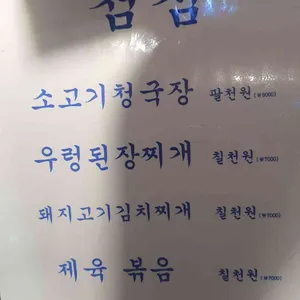 점심
소고기청국장 팔천원(₩8000)
우렁된장찌개 칠천원(₩7000)
돼지고기김치찌개 칠천원(₩7000)
제육볶음 칠천원(₩7000)